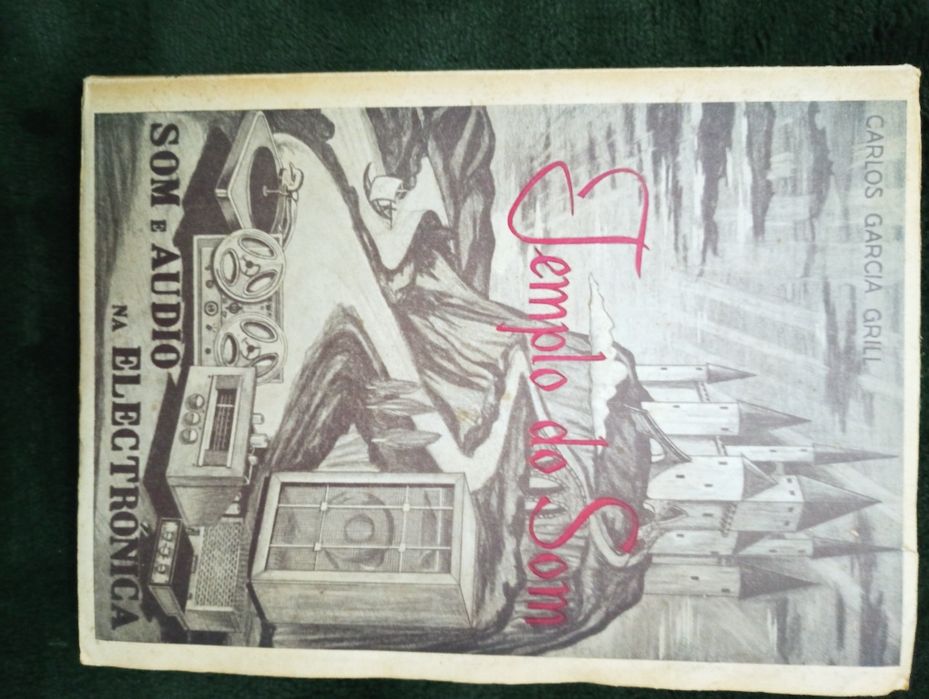 CARLOS GARCIA GRILL
Templo do Som
SOM E AUDIO
NA ELECTRÓNICA